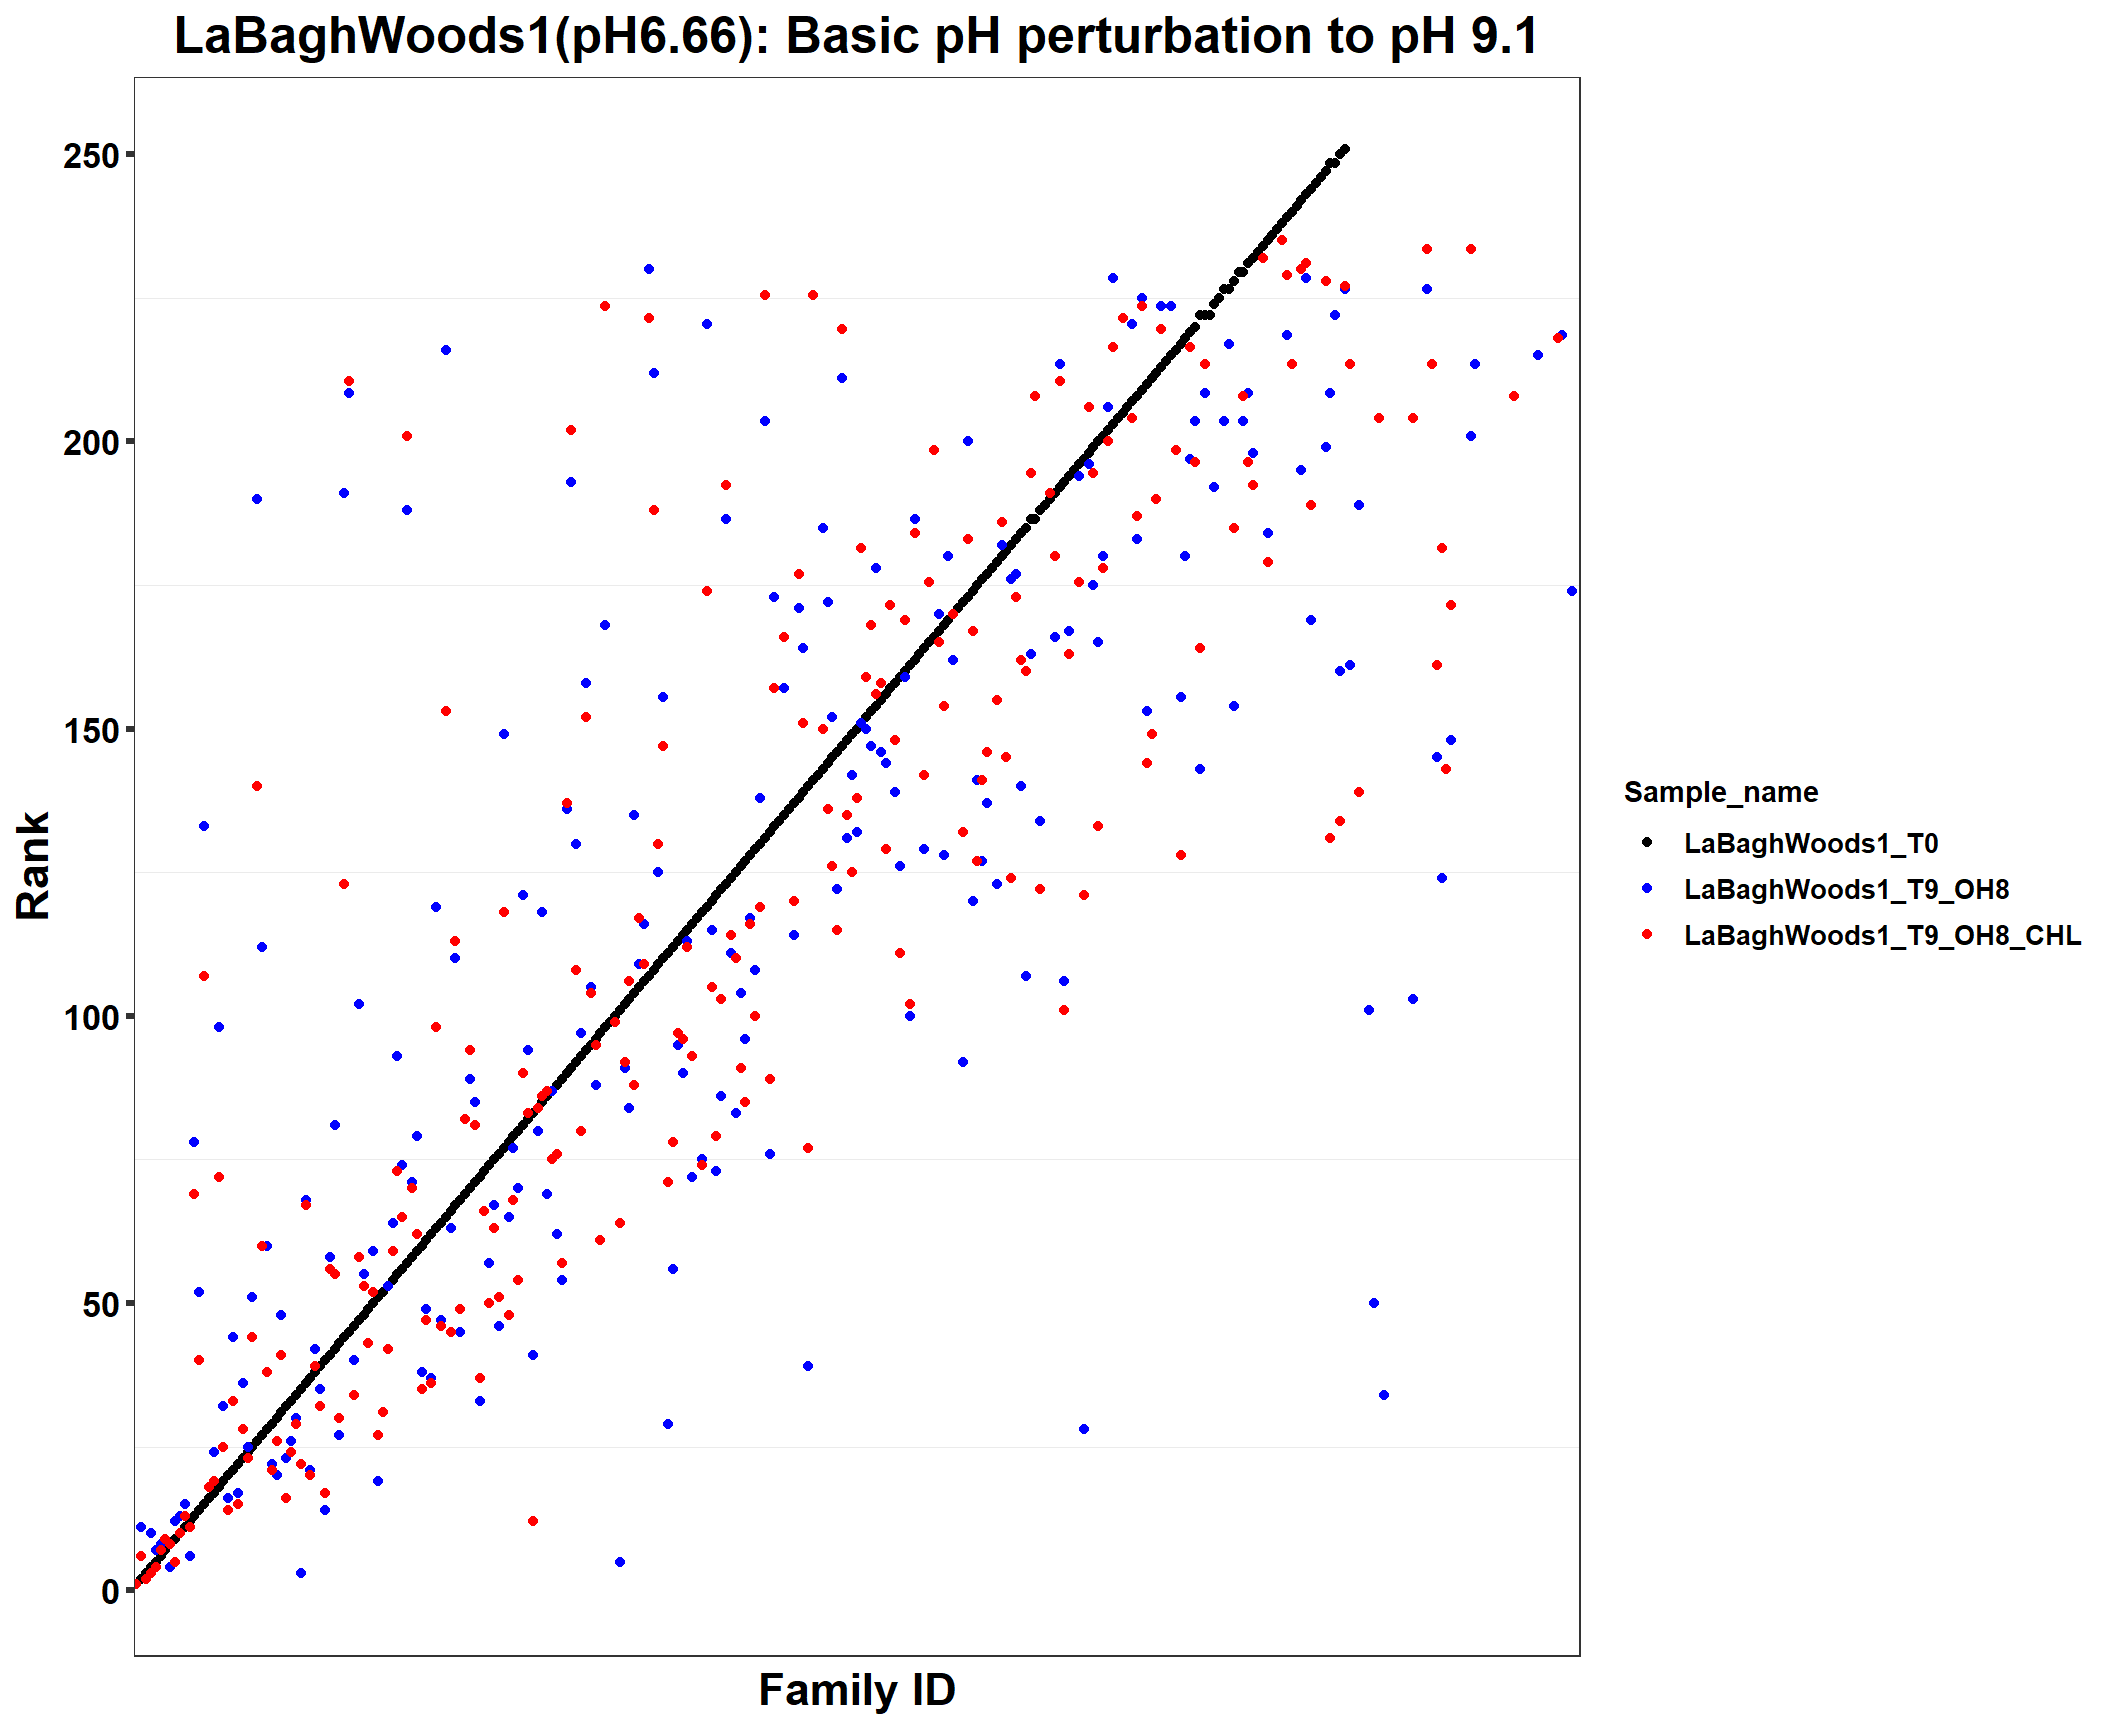 LaBaghWoods1(pH6.66): Basic pH perturbation to pH 9.1
250
200
150
100
50
0
Rank
Family ID
Sample_name
LaBaghWoods1_T0
LaBaghWoods1_T9_OH8
LaBaghWoods1_T9_OH8_CHL